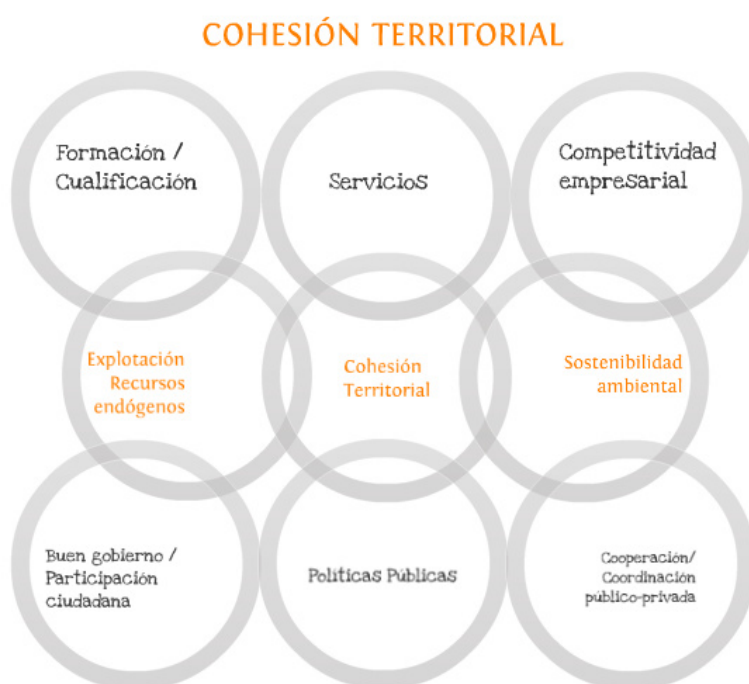 COHESIÓN TERRITORIAL
Formación /
Cualificación
Servicios
Competitividad
empresarial
Explotación
Recursos
endógenos
Cohesión
Territorial
Sostenibilidad
ambiental
Buen gobierno /
Participación
ciudadana
Políticas Públicas
Cooperación/
Coordinación
público-privada